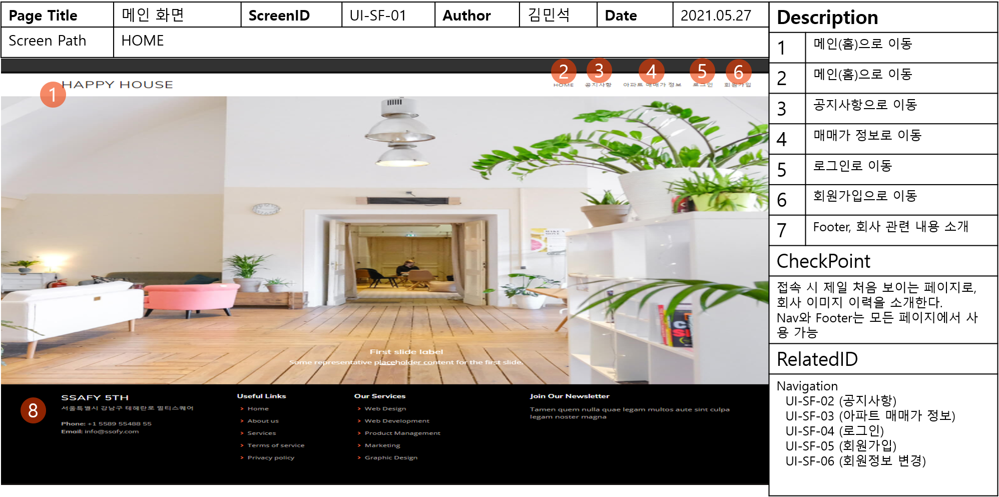 Page Title 메인 화면 ScreenID UI-SF-01 Author 김민석 Date 2021.05.27
Screen Path HOME
1
HAPPY HOUSE
2 3 4 5 6
HOME 공지사항 아파트 매매가 정보 로그인 회원가입
First slide label
Some representative placeholder content for the first slide.
8
SSAFY 5TH
서울특별시 강남구 테헤란로 멀티스퀘어
Phone: +1 5589 55488 55
Email: info@ssafy.com
Useful Links
Home
About us
Services
Terms of service
Privacy policy
Our Services
Web Design
Web Development
Product Management
Marketing
Graphic Design
Join Our Newsletter
Tamen quem nulla quae legam multos aute sint culpa
legam noster magna
Description
1 메인(홈)으로 이동
2 메인(홈)으로 이동
3 공지사항으로 이동
4 매매가 정보로 이동
5 로그인로 이동
6 회원가입으로 이동
7 Footer, 회사 관련 내용 소개
CheckPoint
접속 시 제일 처음 보이는 페이지로,
회사 이미지 이력을 소개한다.
Nav와 Footer는 모든 페이지에서 사
용 가능
RelatedID
Navigation
UI-SF-02 (공지사항)
UI-SF-03 (아파트 매매가 정보)
UI-SF-04 (로그인)
UI-SF-05 (회원가입)
UI-SF-06 (회원정보 변경)